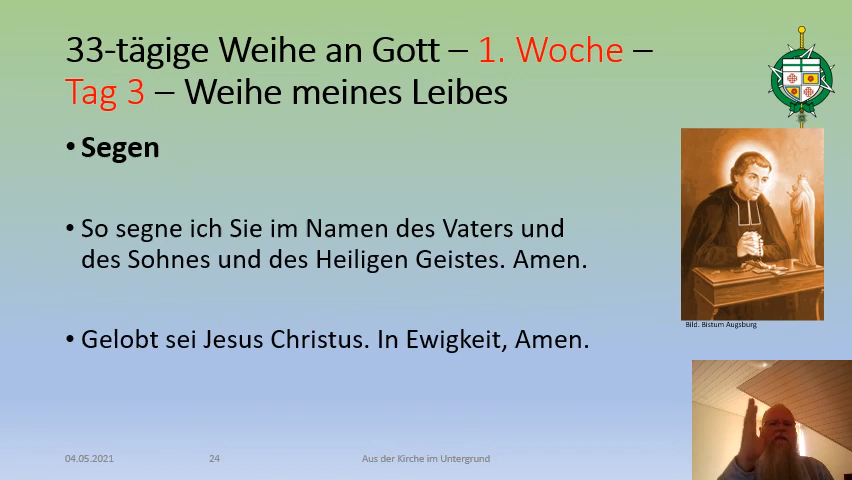 33-tägige Weihe an Gott – 1. Woche –
Tag 3 – Weihe meines Leibes
• Segen
• So segne ich Sie im Namen des Vaters und
des Sohnes und des Heiligen Geistes. Amen.
• Gelobt sei Jesus Christus. In Ewigkeit, Amen.
Bild. Bistum Augsburg
04.05.2021
24
Aus der Kirche im Untergrund